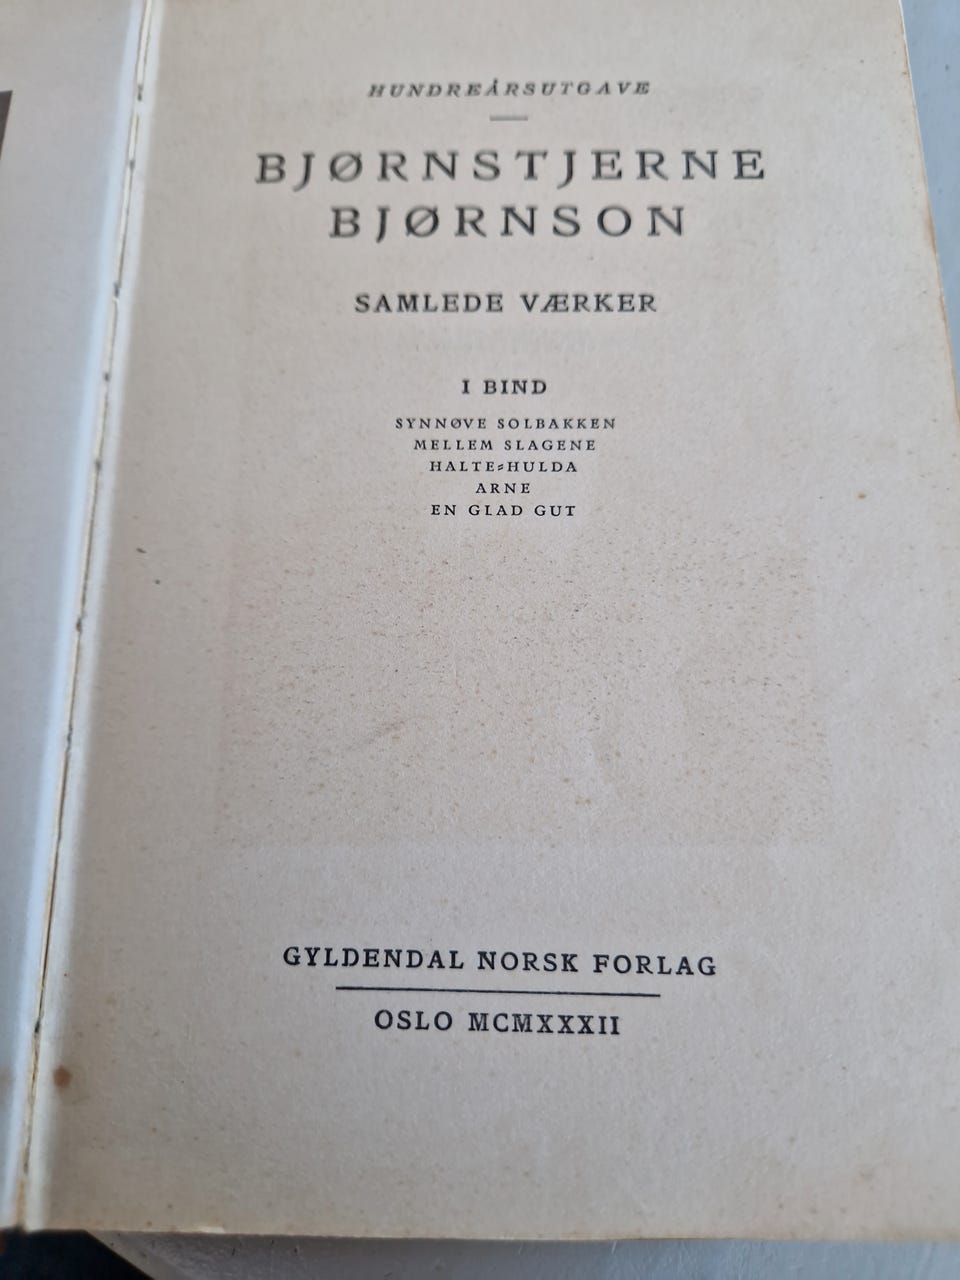 HUNDREÅRSUTGAVE
BJØRNSTJERNE
BJØRNSON
SAMLEDE VÆRKER
I BIND
SYNNØVE SOLBAKKEN
MELLEM SLAGENE
HALTE-HULDA
ARNE
EN GLAD GUT
GYLDENDAL NORSK FORLAG
OSLO MCMXXXII